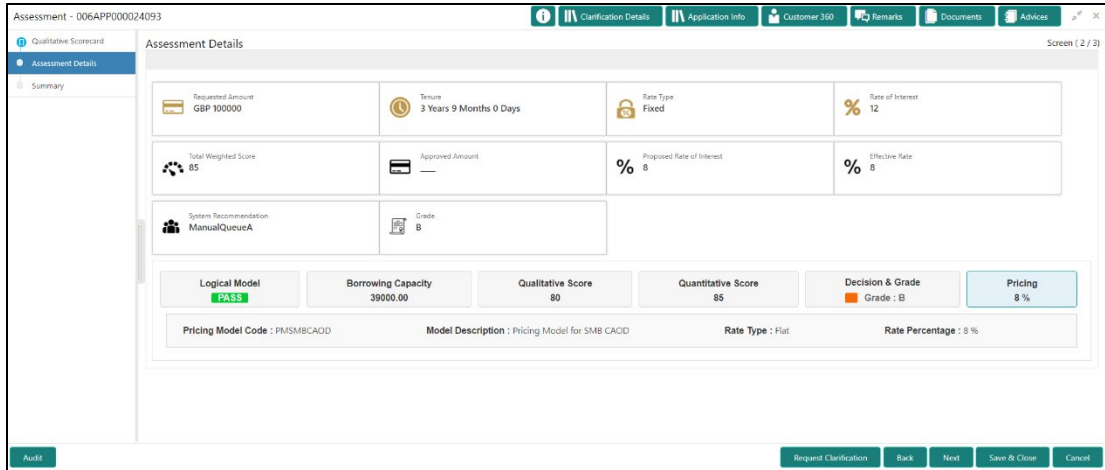 Assessment - 006APP000024093
Clarification Details
Application Info
Customer 360
Remarks
Documents
Advices
Qualitative Scorecard
Assessment Details
Summary
Assessment Details
Screen ( 2 / 3)
Requested Amount
GBP 100000
Tenure
3 Years 9 Months 0 Days
Rate Type
Fixed
Rate of Interest
12
Total Weighted Score
85
Approved Amount
Proposed Rate of Interest
8
Effective Rate
8
System Recommendation
ManualQueueA
Grade
B
Logical Model
PASS
Borrowing Capacity
39000.00
Qualitative Score
80
Quantitative Score
85
Decision & Grade
Grade : B
Pricing
8 %
Pricing Model Code : PMSMBCAOD
Model Description : Pricing Model for SMB CAOD
Rate Type : Flat
Rate Percentage : 8 %
Audit
Request Clarification
Back
Next
Save & Close
Cancel